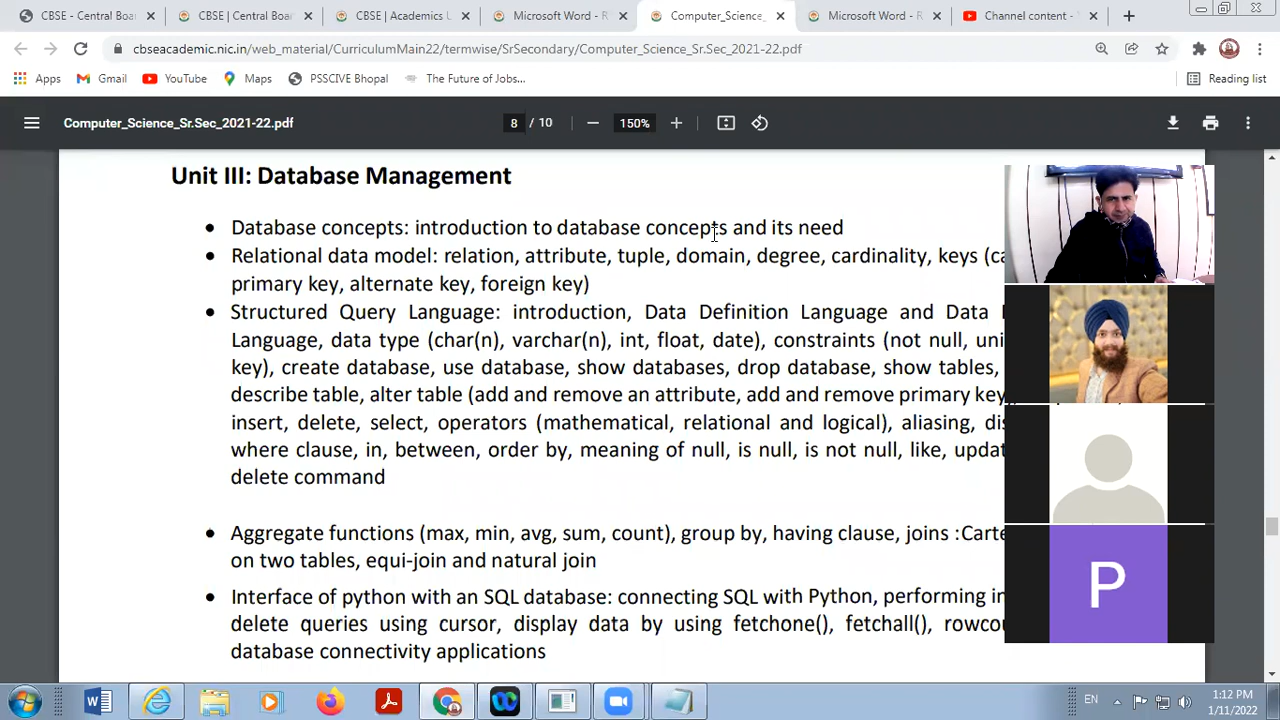 CBSE - Central Boar
CBSE | Central Boar
CBSE | Academics U
Microsoft Word - R
Computer_Science_
Microsoft Word - R
Channel content -
cbseacademic.nic.in/web_material/CurriculumMain22/termwise/SrSecondary/Computer_Science_Sr.Sec_2021-22.pdf
Apps Gmail YouTube Maps PSSCIVE Bhopal The Future of Jobs... Reading list
Computer_Science_Sr.Sec_2021-22.pdf 8 / 10 150%
Unit III: Database Management
Database concepts: introduction to database concepts and its need
Relational data model: relation, attribute, tuple, domain, degree, cardinality, keys (ca
primary key, alternate key, foreign key)
Structured Query Language: introduction, Data Definition Language and Data
Language, data type (char(n), varchar(n), int, float, date), constraints (not null, uni
key), create database, use database, show databases, drop database, show tables,
describe table, alter table (add and remove an attribute, add and remove primary key
insert, delete, select, operators (mathematical, relational and logical), aliasing, dis
where clause, in, between, order by, meaning of null, is null, is not null, like, updat
delete command
Aggregate functions (max, min, avg, sum, count), group by, having clause, joins :Carte
on two tables, equi-join and natural join
Interface of python with an SQL database: connecting SQL with Python, performing in
delete queries using cursor, display data by using fetchone(), fetchall(), rowcou
database connectivity applications
P
EN 1:12 PM
1/11/2022